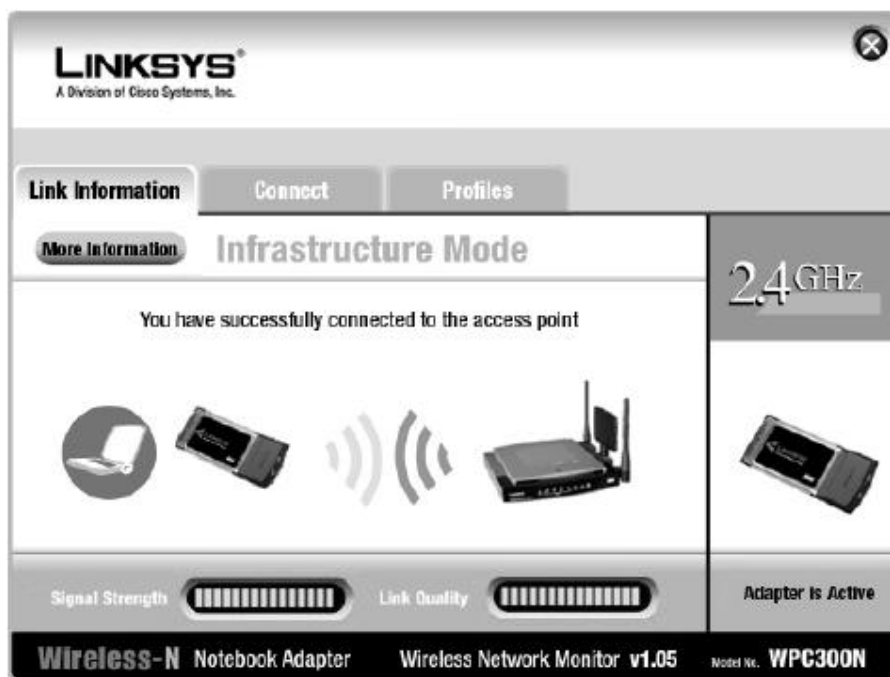 LINKSYS®
A Division of Cisco Systems, Inc.
Link Information Connect Profiles
More Information Infrastructure Mode
2.4GHz
You have successfully connected to the access point
Signal Strength Link Quality Adapter is Active
Wireless-N Notebook Adapter Wireless Network Monitor v1.05 Model No. WPC300N